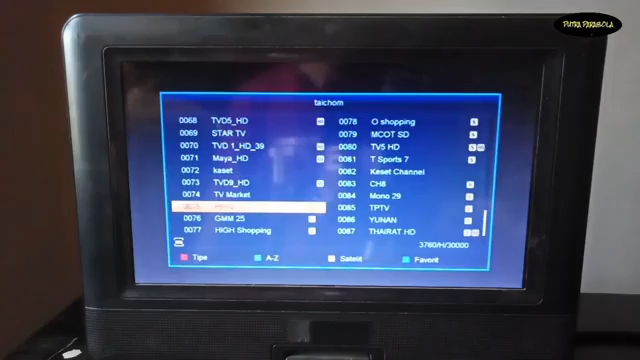 PUTRA PARABOLA
taichom
0068 TVD5_HD
0069 STAR TV
0070 TVD 1_HD_39
0071 Maya_HD
0072 kaset
0073 TVD9_HD
0074 TV Market
0076 GMM 25
0077 HIGH Shopping
0078 O shopping
0079 MCOT SD
0080 TV5 HD
0081 T Sports 7
0082 Keset Channel
0083 CH8
0084 Mono 29
0085 TPTV
0086 YUNAN
0087 THAIRAT HD
3760/H/30000
Tipe A-Z Satelit Favorit